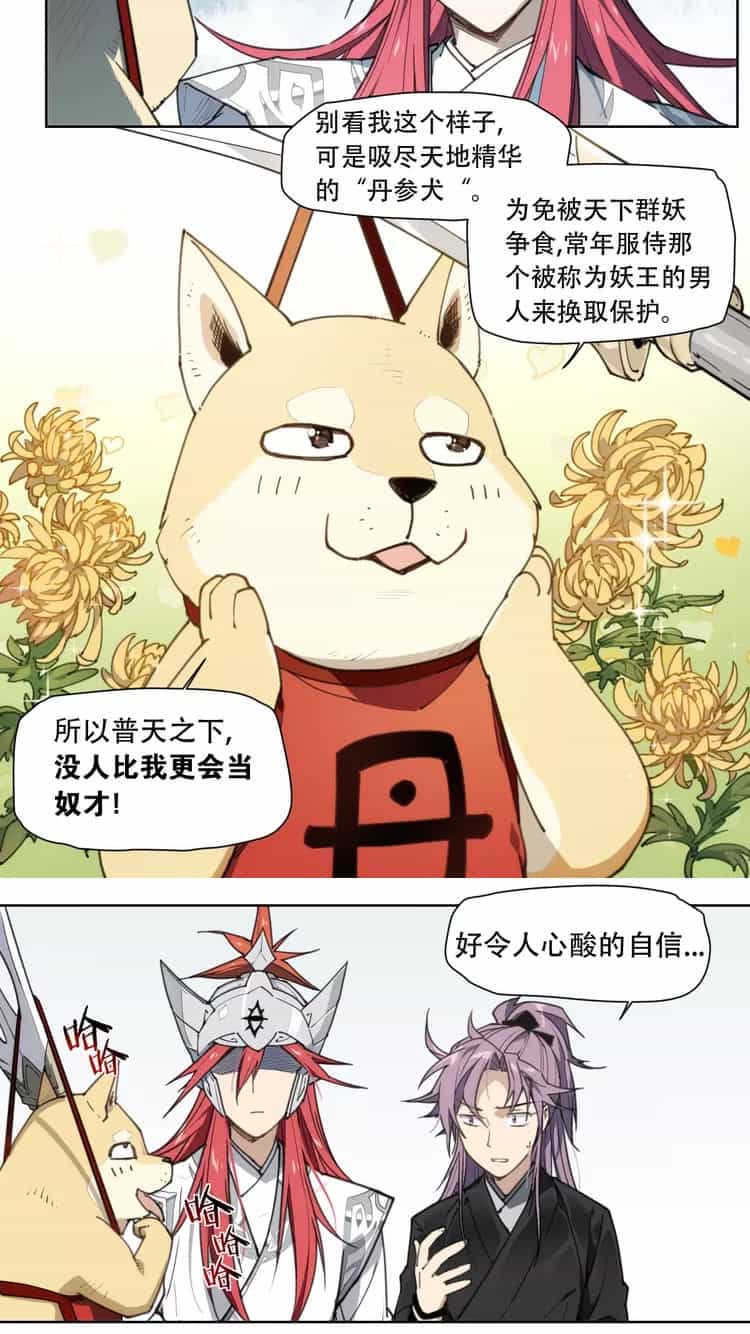 别看我这个样子,
可是吸尽天地精华
的“丹参犬“。
为免被天下群妖
争食,常年服侍那
个被称为妖王的男
人来换取保护。
所以普天之下,
没人比我更会当
奴才!
丹
好令人心酸的自信...
哈
哈
哈
哈
哈